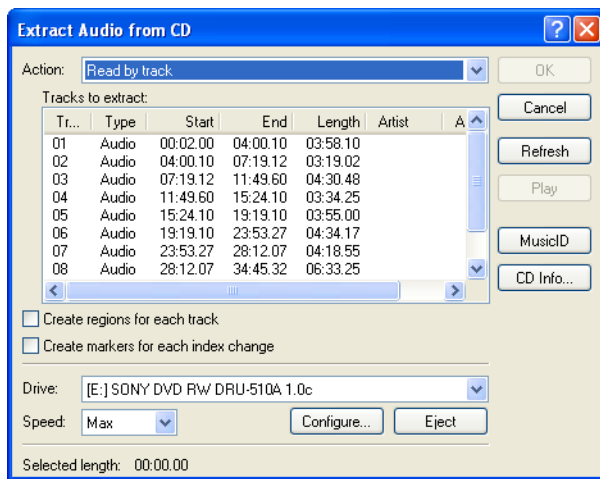 Extract Audio from CD
Action: Read by track OK
Tracks to extract: Cancel
Tr... Type Start End Length Artist A
01 Audio 00:02.00 04:00.10 03:58.10
02 Audio 04:00.10 07:19.12 03:19.02 Refresh
03 Audio 07:19.12 11:49.60 04:30.48
04 Audio 11:49.60 15:24.10 03:34.25 Play
05 Audio 15:24.10 19:19.10 03:55.00
06 Audio 19:19.10 23:53.27 04:34.17
07 Audio 23:53.27 28:12.07 04:18.55 MusicID
08 Audio 28:12.07 34:45.32 06:33.25 CD Info...
Create regions for each track
Create markers for each index change
Drive: [E:] SONY DVD RW DRU-510A 1.0c
Speed: Max Configure... Eject
Selected length: 00:00.00